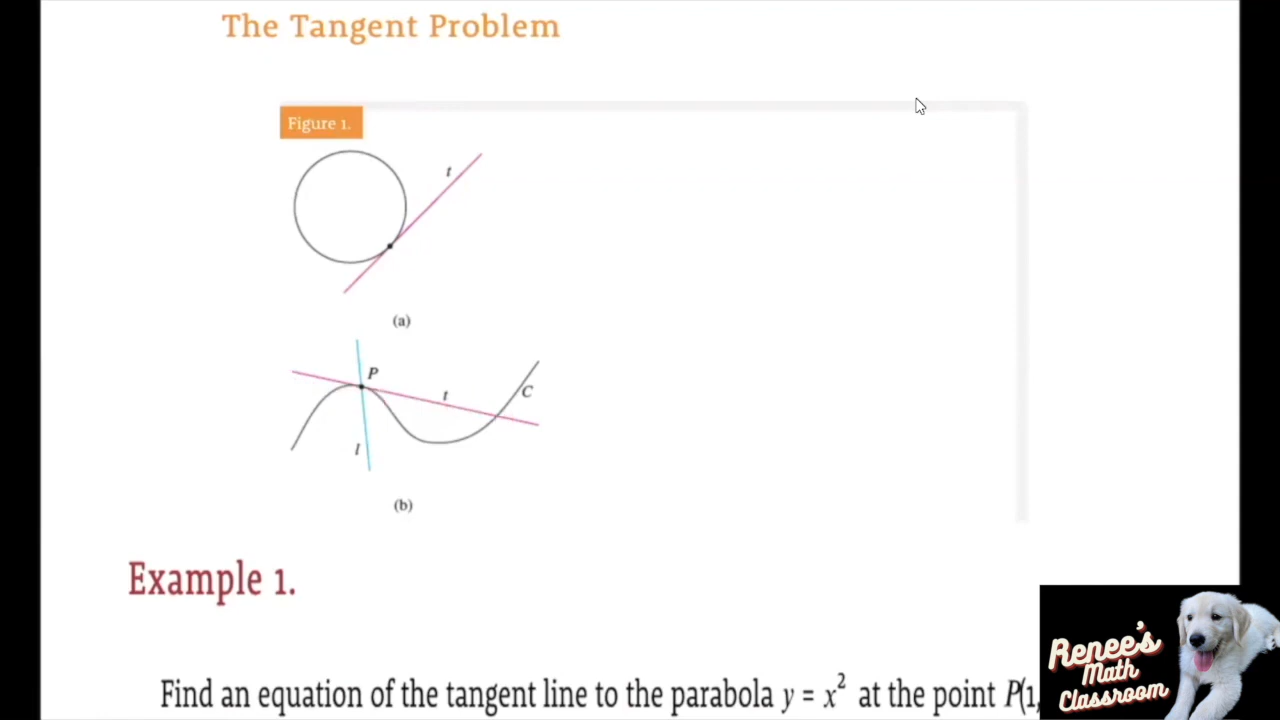 The Tangent Problem
Figure 1.
t
(a)
P
t
C
l
(b)
Example 1.
Find an equation of the tangent line to the parabola y = x² at the point P(1,
Renee's
Math
Classroom